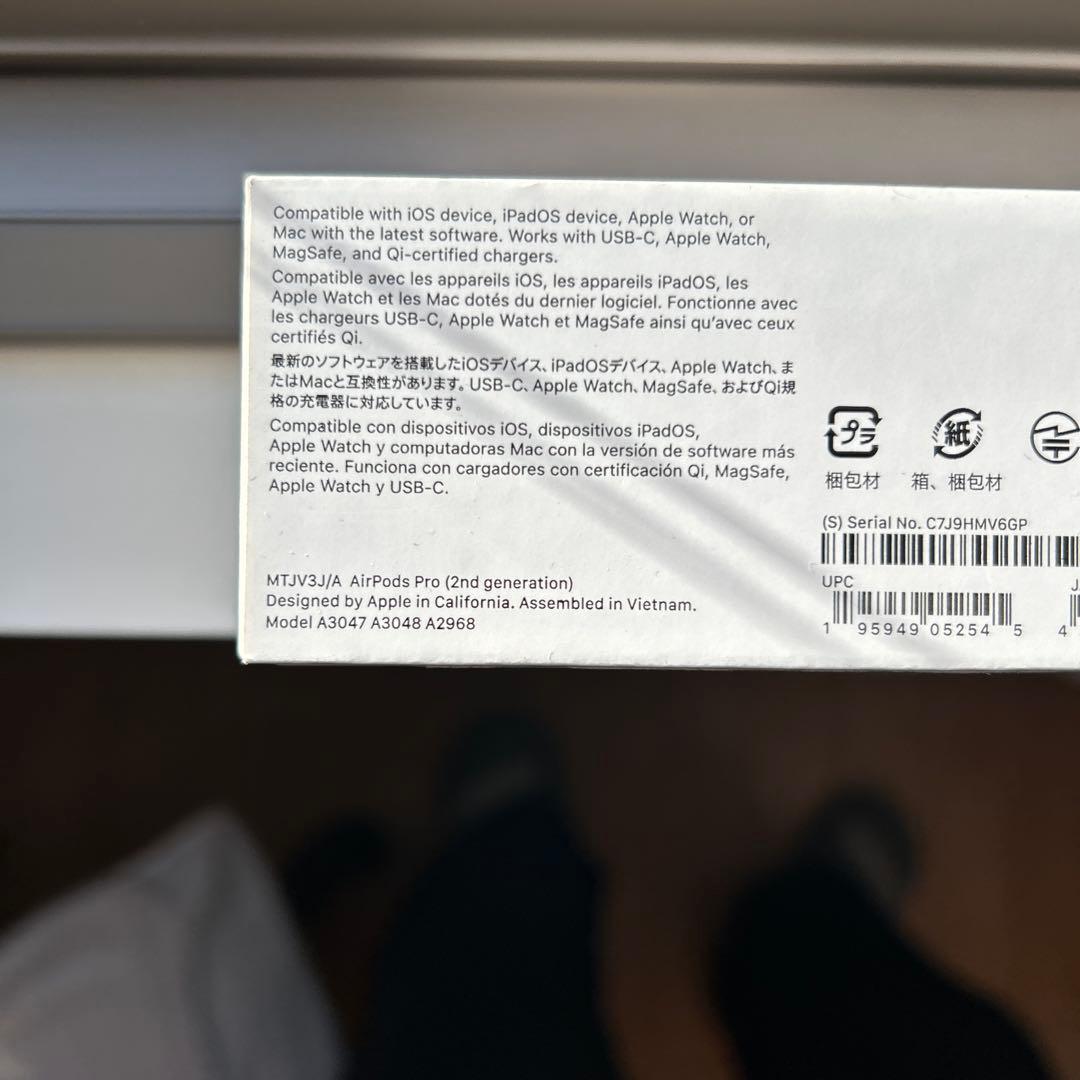 Compatible with iOS device, iPadOS device, Apple Watch, or
Mac with the latest software. Works with USB-C, Apple Watch,
MagSafe, and Qi-certified chargers.
Compatible avec les appareils iOS, les appareils iPadOS, les
Apple Watch et les Mac dotés du dernier logiciel. Fonctionne avec
les chargeurs USB-C, Apple Watch et MagSafe ainsi qu'avec ceux
certifiés Qi.
最新のソフトウェアを搭載したiOSデバイス、iPadOSデバイス、Apple Watch、ま
たはMacと互換性があります。USB-C、Apple Watch、MagSafe、およびQi規
格の充電器に対応しています。
Compatible con dispositivos iOS, dispositivos iPadOS,
Apple Watch y computadoras Mac con la versión de software más
reciente. Funciona con cargadores con certificación Qi, MagSafe,
Apple Watch y USB-C.
MTJV3J/A AirPods Pro (2nd generation)
Designed by Apple in California. Assembled in Vietnam.
Model A3047 A3048 A2968
プラ 紙
梱包材 箱、梱包材
(S) Serial No. C7J9HMV6GP
UPC J
1 95949 05254 5 4